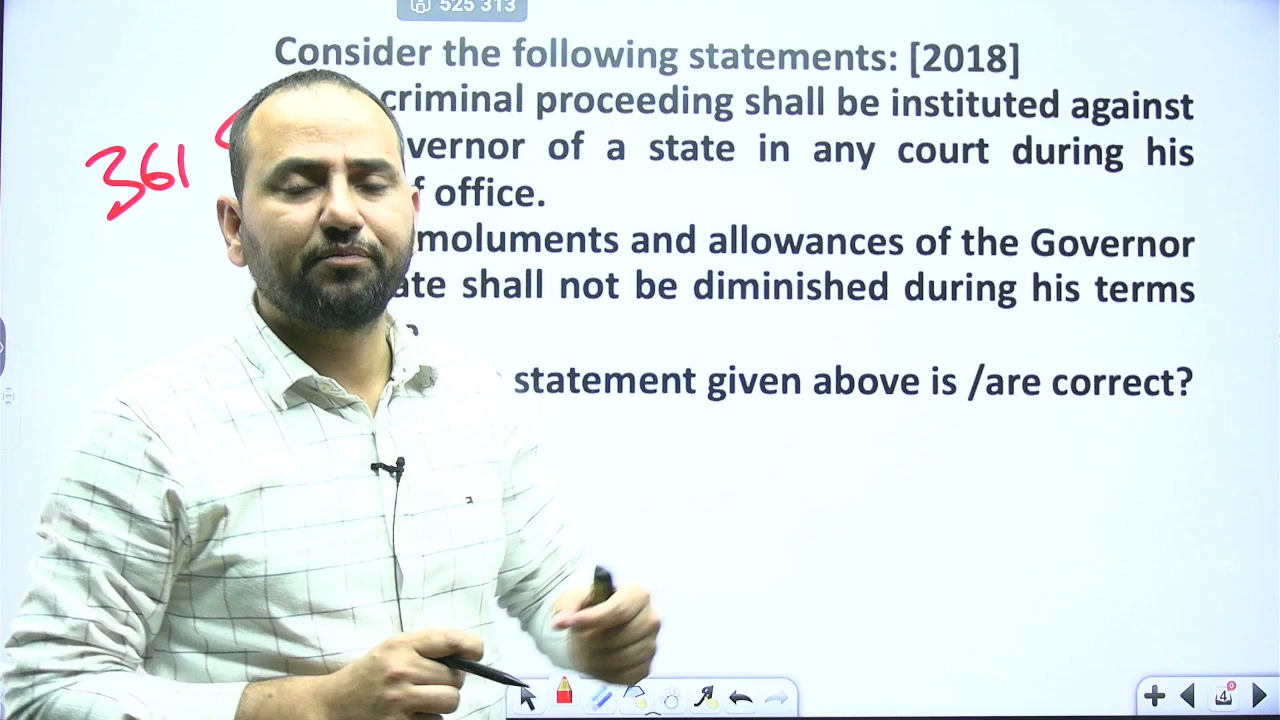 525 313
Consider the following statements: [2018]
criminal proceeding shall be instituted against
vernor of a state in any court during his
f office.
361
moluments and allowances of the Governor
ate shall not be diminished during his terms
statement given above is /are correct?
4
0